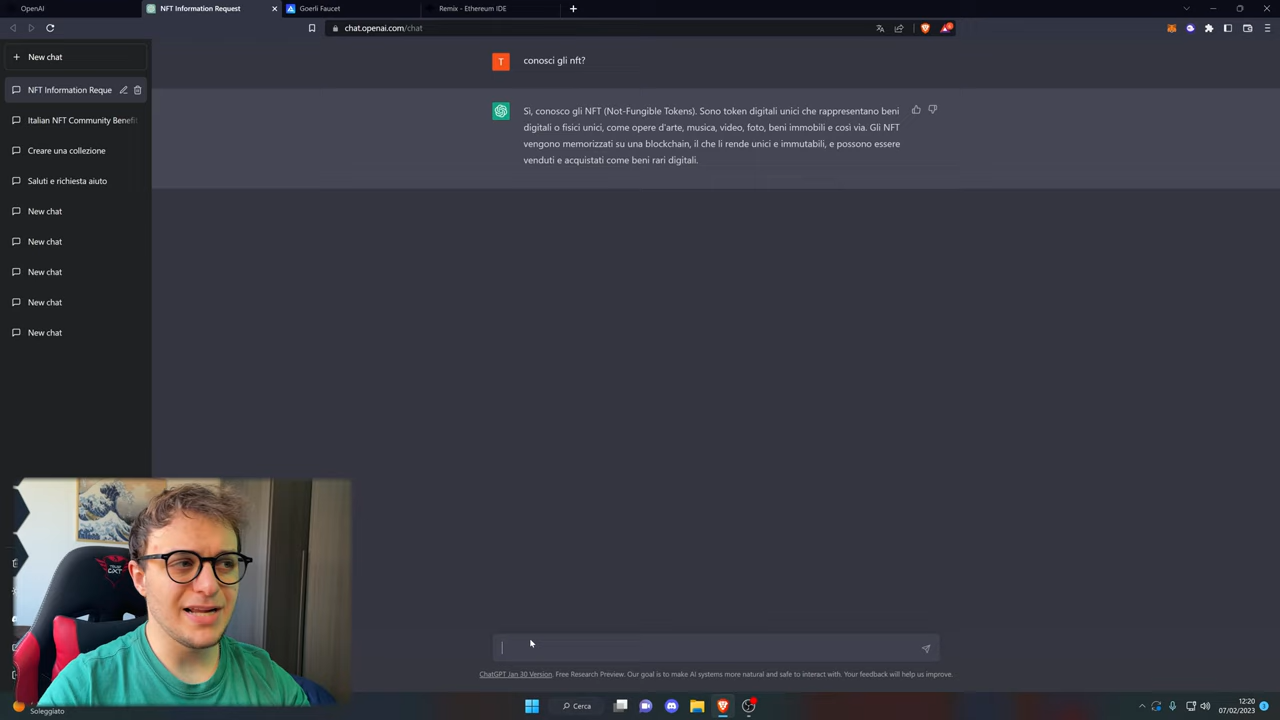 OpenAI
NFT Information Request
Goerli Faucet
Remix - Ethereum IDE
chat.openai.com/chat
New chat
NFT Information Reque
Italian NFT Community Benefit
Creare una collezione
Saluti e richiesta aiuto
New chat
New chat
New chat
New chat
New chat
T
conosci gli nft?
Sì, conosco gli NFT (Not-Fungible Tokens). Sono token digitali unici che rappresentano beni
digitali o fisici unici, come opere d'arte, musica, video, foto, beni immobili e così via. Gli NFT
vengono memorizzati su una blockchain, il che li rende unici e immutabili, e possono essere
venduti e acquistati come beni rari digitali.
ChatGPT Jan 30 Version. Free Research Preview. Our goal is to make AI systems more natural and safe to interact with. Your feedback will help us improve.
Soleggiato
Cerca
12:20
07/02/2023